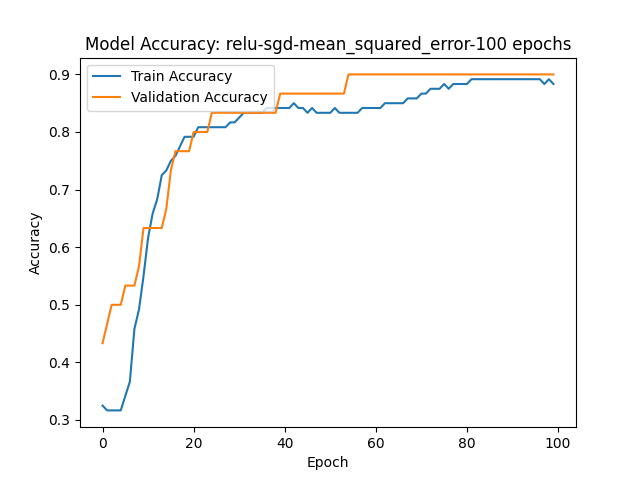 Model Accuracy: relu-sgd-mean_squared_error-100 epochs
Train Accuracy
Validation Accuracy
0.9
0.8
0.7
0.6
0.5
0.4
0.3
Accuracy
0 20 40 60 80 100
Epoch